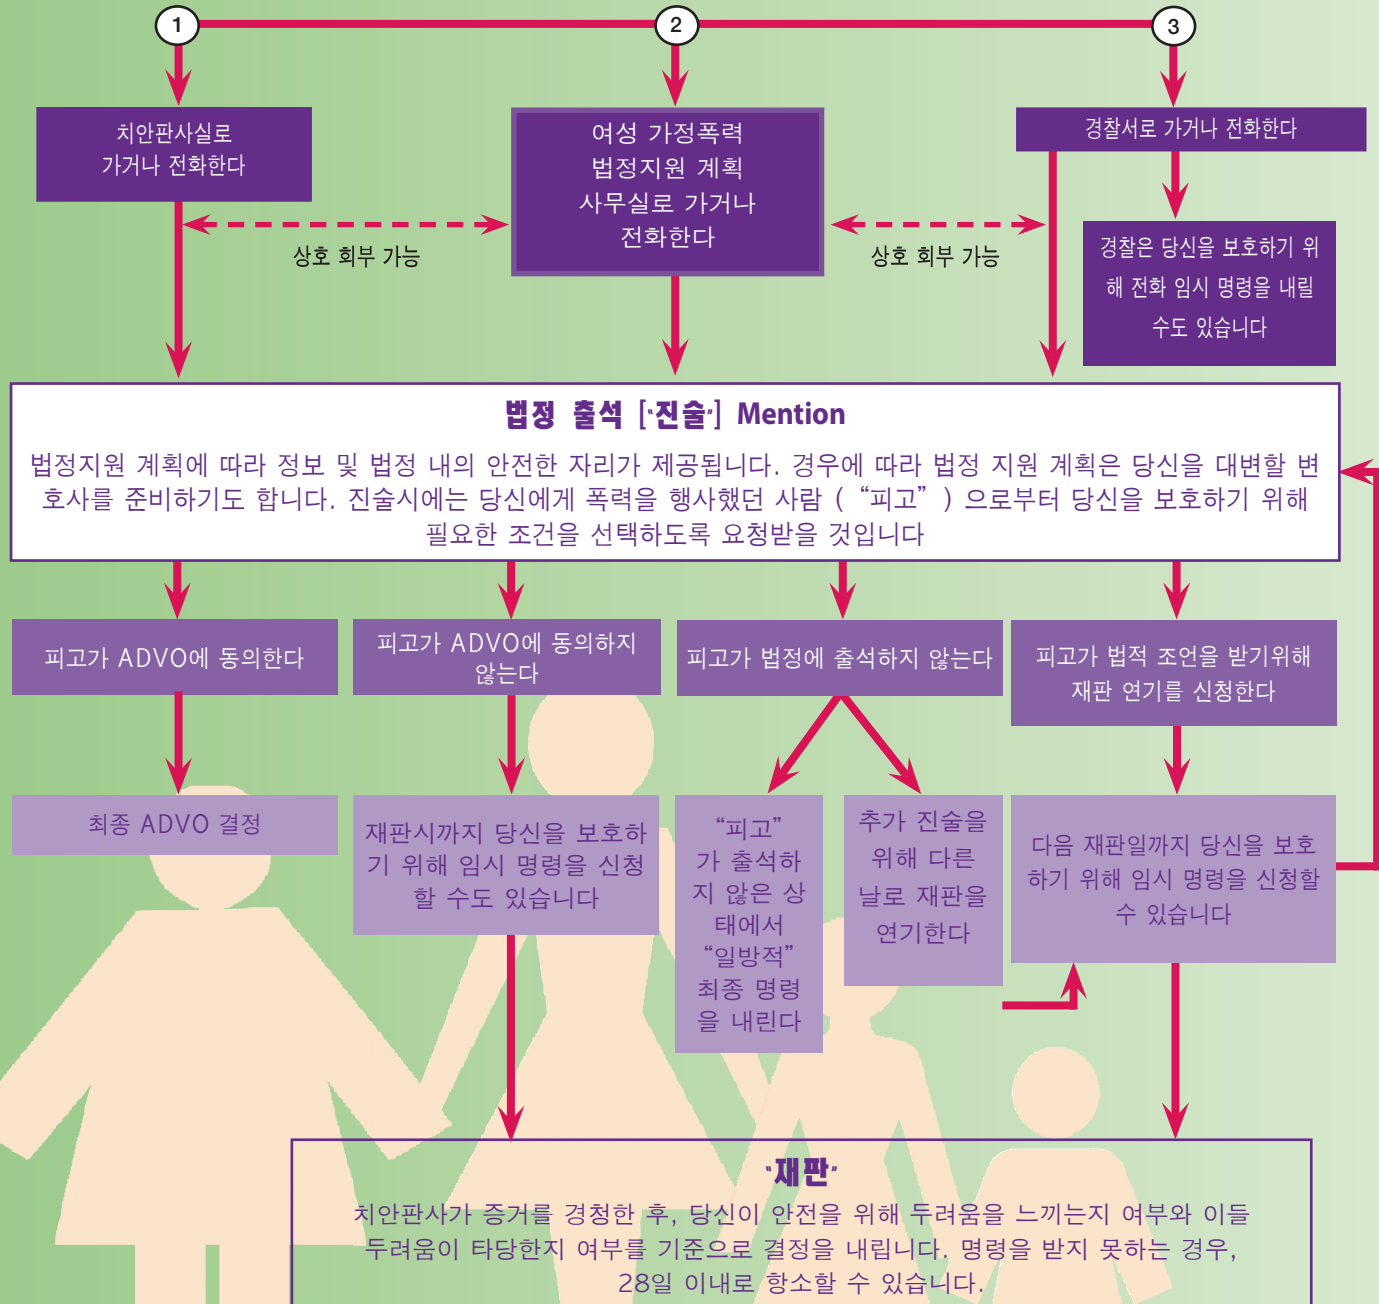 1
2
3
치안판사실로
가거나 전화한다
여성 가정폭력
법정지원 계획
사무실로 가거나
전화한다
경찰서로 가거나 전화한다
상호 회부 가능
상호 회부 가능
경찰은 당신을 보호하기 위
해 전화 임시 명령을 내릴
수도 있습니다
법정 출석 [“진술”] Mention
법정지원 계획에 따라 정보 및 법정 내의 안전한 자리가 제공됩니다. 경우에 따라 법정 지원 계획은 당신을 대변할 변
호사를 준비하기도 합니다. 진술시에는 당신에게 폭력을 행사했던 사람 ( “피고” ) 으로부터 당신을 보호하기 위해
필요한 조건을 선택하도록 요청받을 것입니다
피고가 ADVO에 동의한다
피고가 ADVO에 동의하지
않는다
피고가 법정에 출석하지 않는다
피고가 법적 조언을 받기위해
재판 연기를 신청한다
최종 ADVO 결정
재판시까지 당신을 보호하
기 위해 임시 명령을 신청
할 수도 있습니다
“피고”
가 출석하
지 않은 상
태에서
“일방적”
최종 명령
을 내린다
추가 진술을
위해 다른
날로 재판을
연기한다
다음 재판일까지 당신을 보호
하기 위해 임시 명령을 신청할
수 있습니다
“재판”
치안판사가 증거를 경청한 후, 당신이 안전을 위해 두려움을 느끼는지 여부와 이들
두려움이 타당한지 여부를 기준으로 결정을 내립니다. 명령을 받지 못하는 경우,
28일 이내로 항소할 수 있습니다.